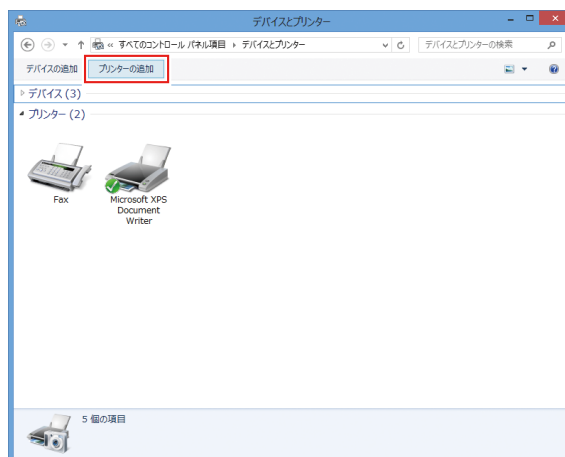 デバイスとプリンター
« すべてのコントロール パネル項目 ▸ デバイスとプリンター
デバイスとプリンターの検索
デバイスの追加
プリンターの追加
デバイス (3)
プリンター (2)
Fax
Microsoft XPS
Document
Writer
5 個の項目